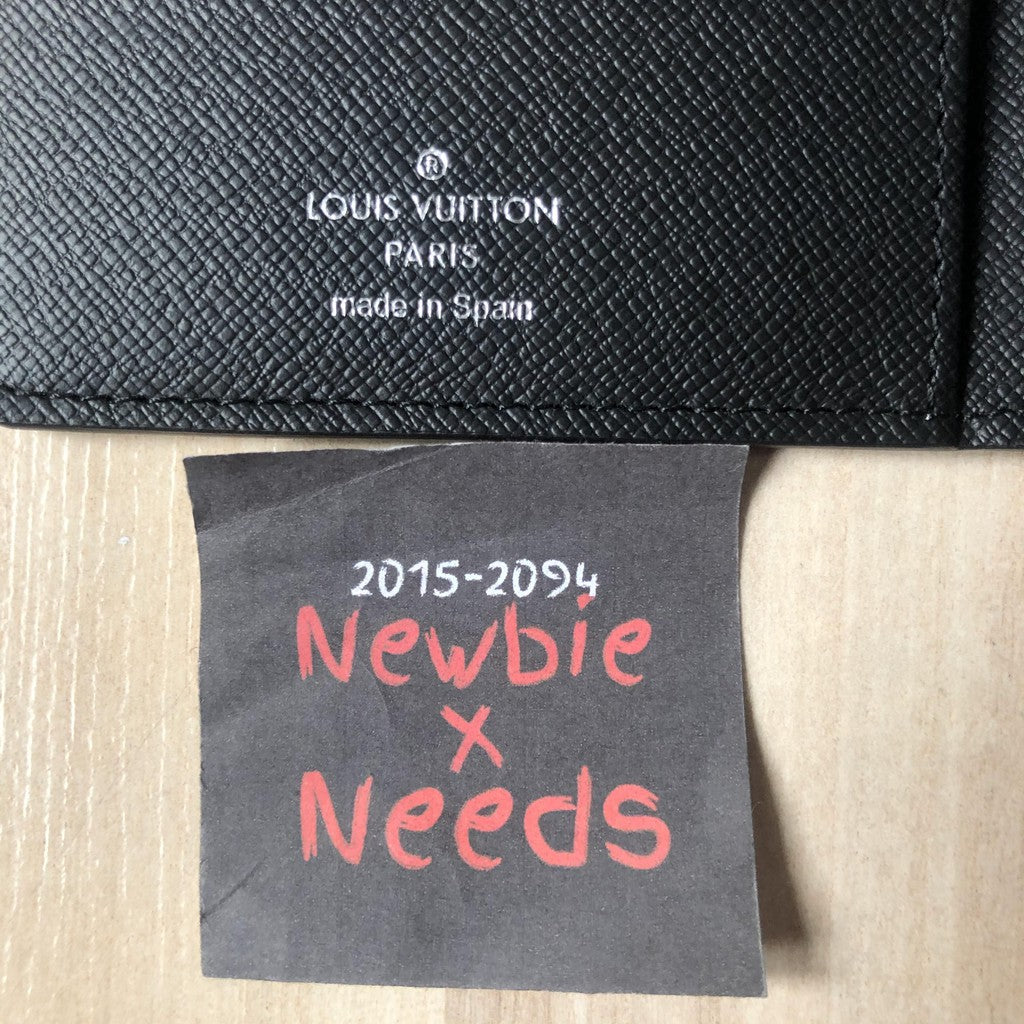 ®
LOUIS VUITTON
PARIS
made in Spain
2015-2094
Newbie
x
Needs